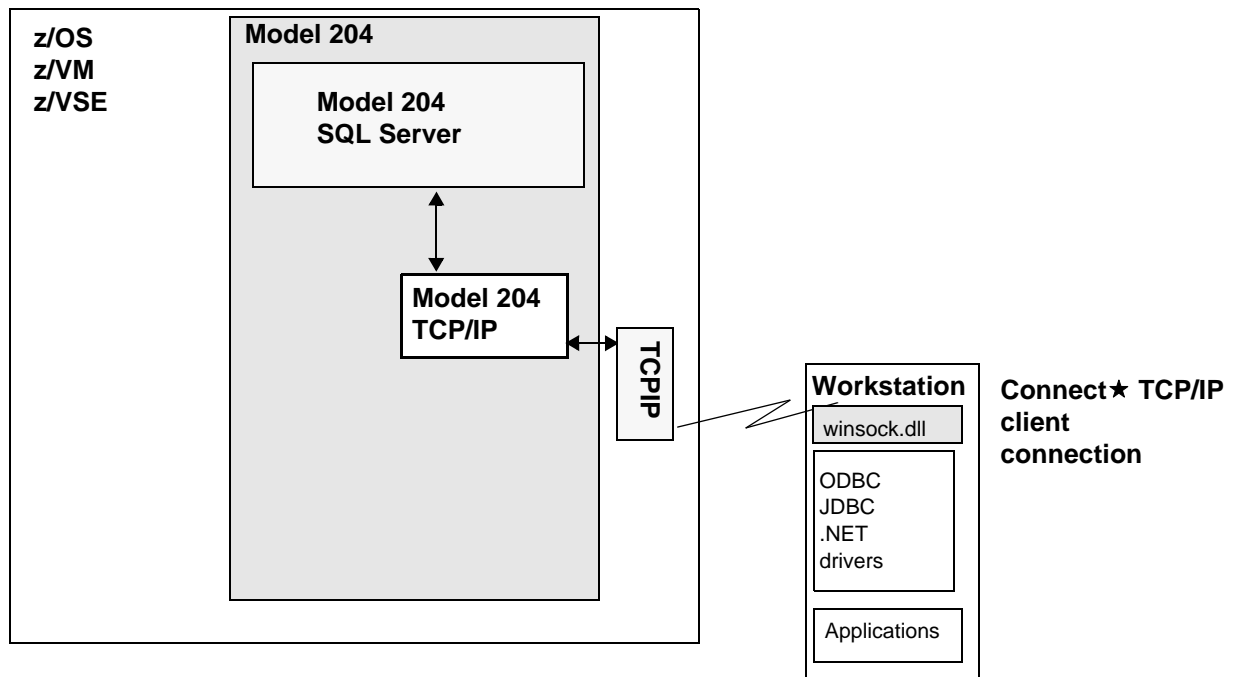 z/OS
z/VM
z/VSE
Model 204
Model 204
SQL Server
Model 204
TCP/IP
TCPIP
Workstation
winsock.dll
ODBC
JDBC
.NET
drivers
Applications
Connect★ TCP/IP
client
connection